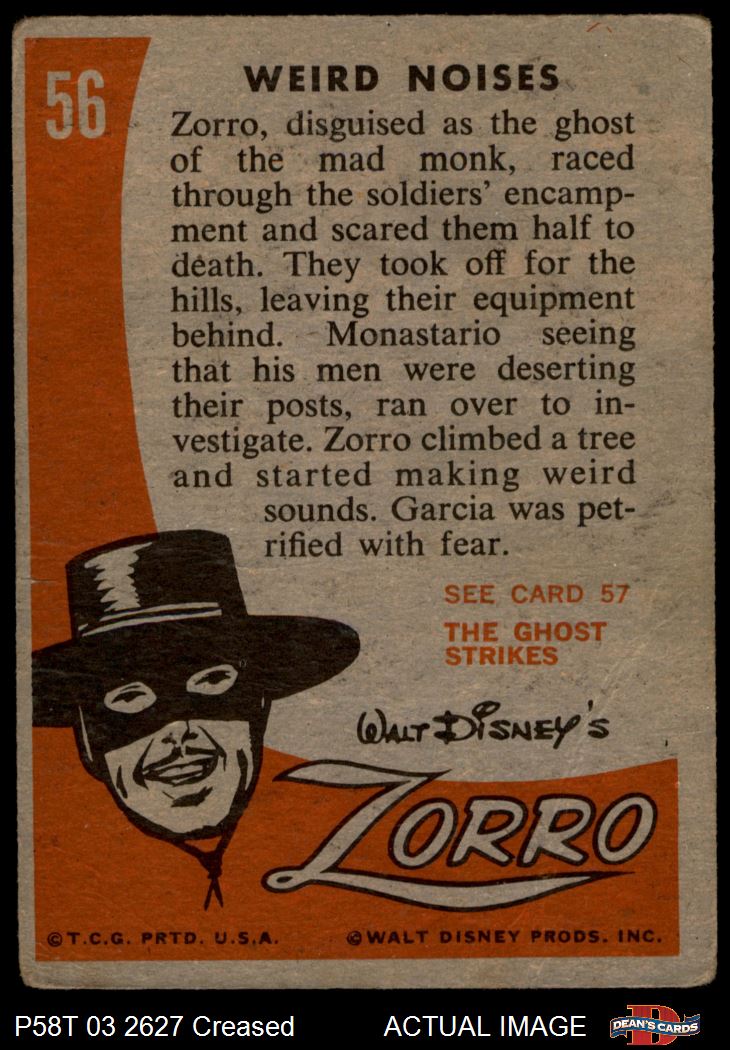 56
WEIRD NOISES
Zorro, disguised as the ghost
of the mad monk, raced
through the soldiers' encamp-
ment and scared them half to
death. They took off for the
hills, leaving their equipment
behind. Monastario seeing
that his men were deserting
their posts, ran over to in-
vestigate. Zorro climbed a tree
and started making weird
sounds. Garcia was pet-
rified with fear.
SEE CARD 57
THE GHOST
STRIKES
WALT DISNEY'S
ZORRO
©T.C.G. PRTD. U.S.A. ©WALT DISNEY PRODS. INC.
P58T 03 2627 Creased ACTUAL IMAGE DEAN'S CARDS